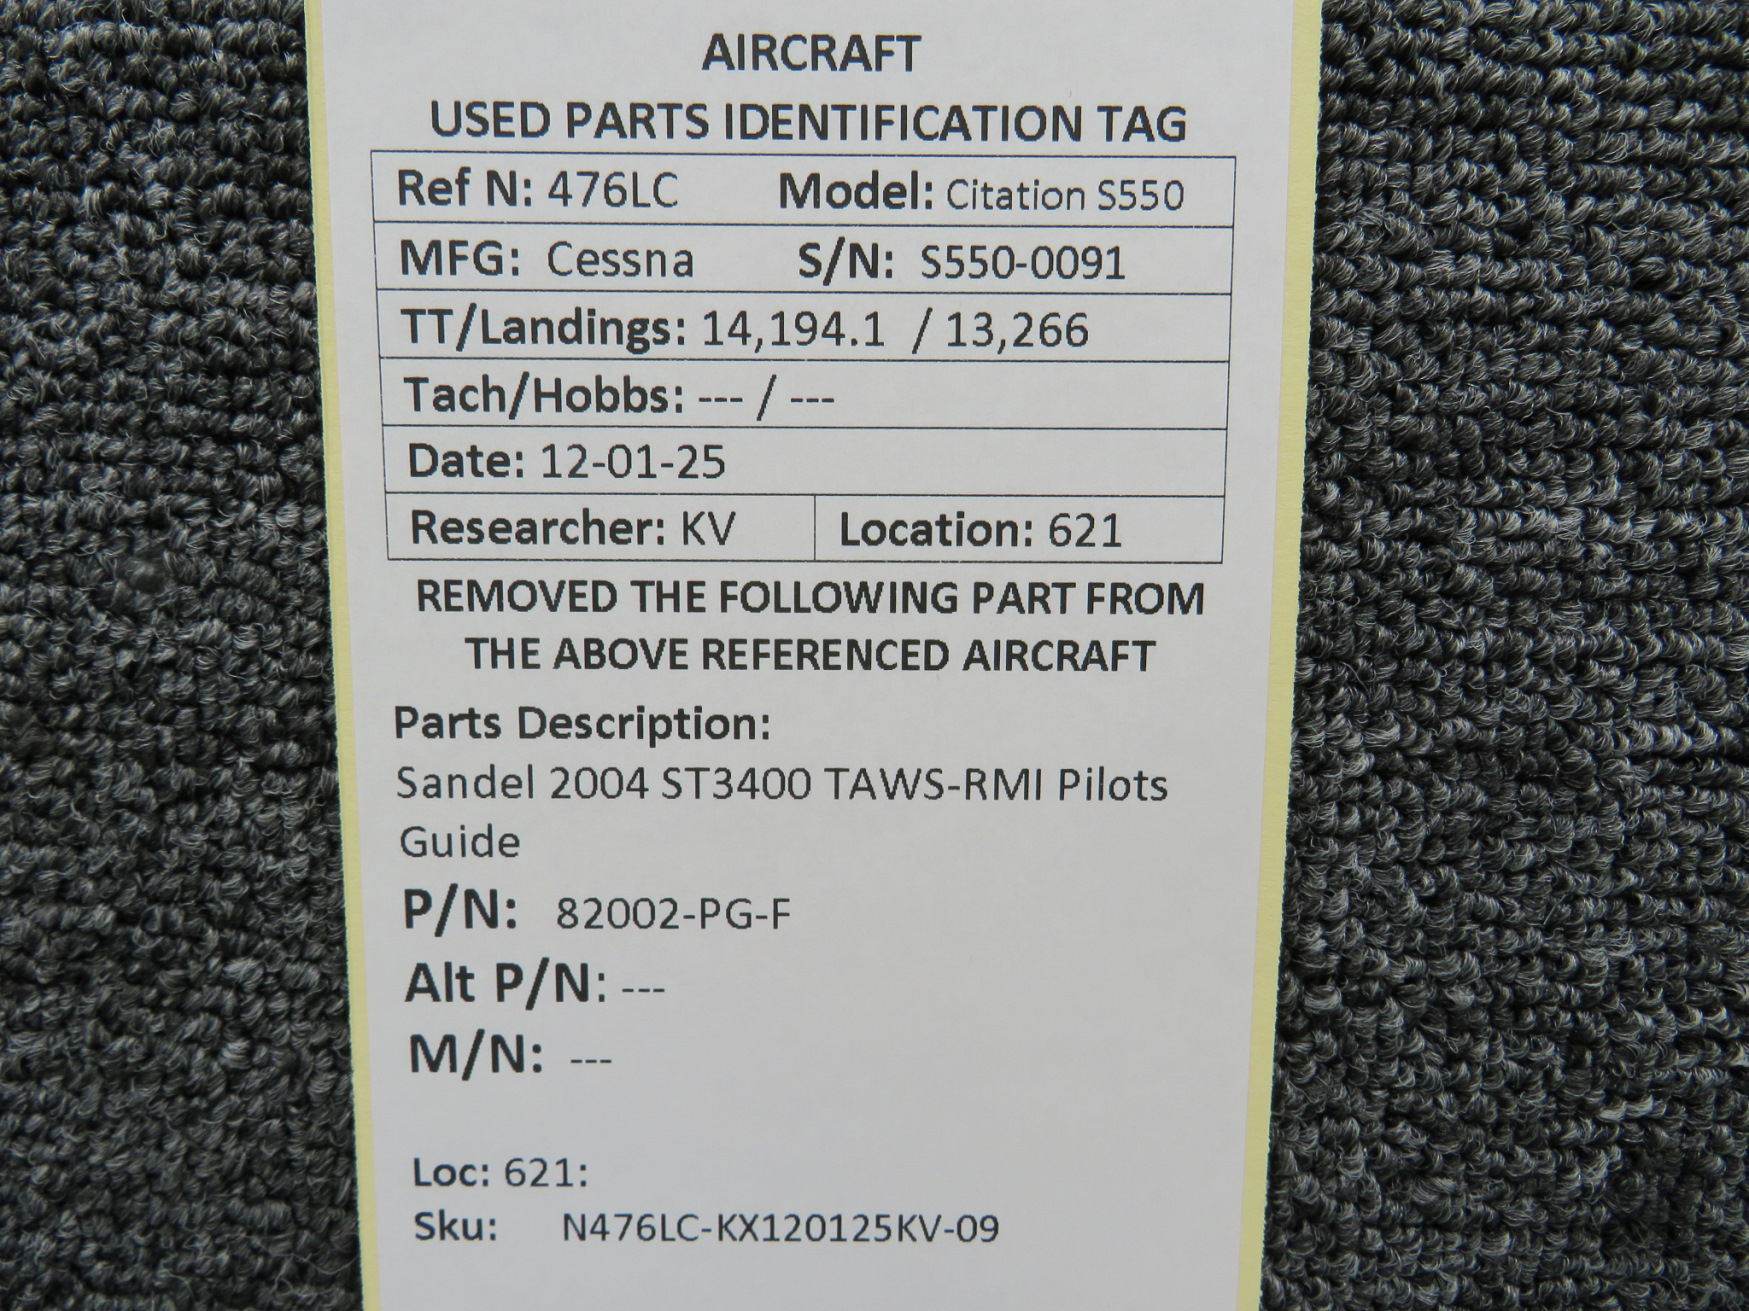 AIRCRAFT
USED PARTS IDENTIFICATION TAG
Ref N: 476LC Model: Citation S550
MFG: Cessna S/N: S550-0091
TT/Landings: 14,194.1 / 13,266
Tach/Hobbs: --- / ---
Date: 12-01-25
Researcher: KV Location: 621
REMOVED THE FOLLOWING PART FROM
THE ABOVE REFERENCED AIRCRAFT
Parts Description:
Sandel 2004 ST3400 TAWS-RMI Pilots
Guide
P/N: 82002-PG-F
Alt P/N: ---
M/N: ---
Loc: 621:
Sku: N476LC-KX120125KV-09